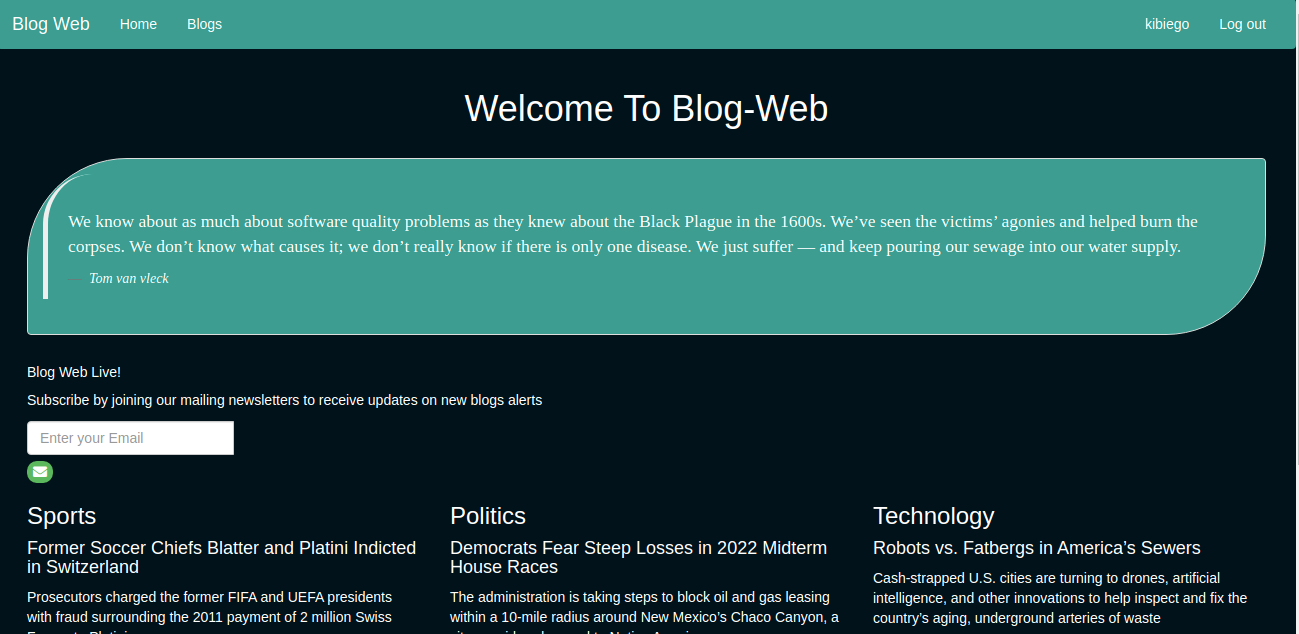 Blog Web Home Blogs kibiego Log out
Welcome To Blog-Web
We know about as much about software quality problems as they knew about the Black Plague in the 1600s. We’ve seen the victims’ agonies and helped burn the
corpses. We don’t know what causes it; we don’t really know if there is only one disease. We just suffer — and keep pouring our sewage into our water supply.
— Tom van vleck
Blog Web Live!
Subscribe by joining our mailing newsletters to receive updates on new blogs alerts
Enter your Email
Sports
Former Soccer Chiefs Blatter and Platini Indicted
in Switzerland
Prosecutors charged the former FIFA and UEFA presidents
with fraud surrounding the 2011 payment of 2 million Swiss
Politics
Democrats Fear Steep Losses in 2022 Midterm
House Races
The administration is taking steps to block oil and gas leasing
within a 10-mile radius around New Mexico’s Chaco Canyon, a
Technology
Robots vs. Fatbergs in America’s Sewers
Cash-strapped U.S. cities are turning to drones, artificial
intelligence, and other innovations to help inspect and fix the
country’s aging, underground arteries of waste